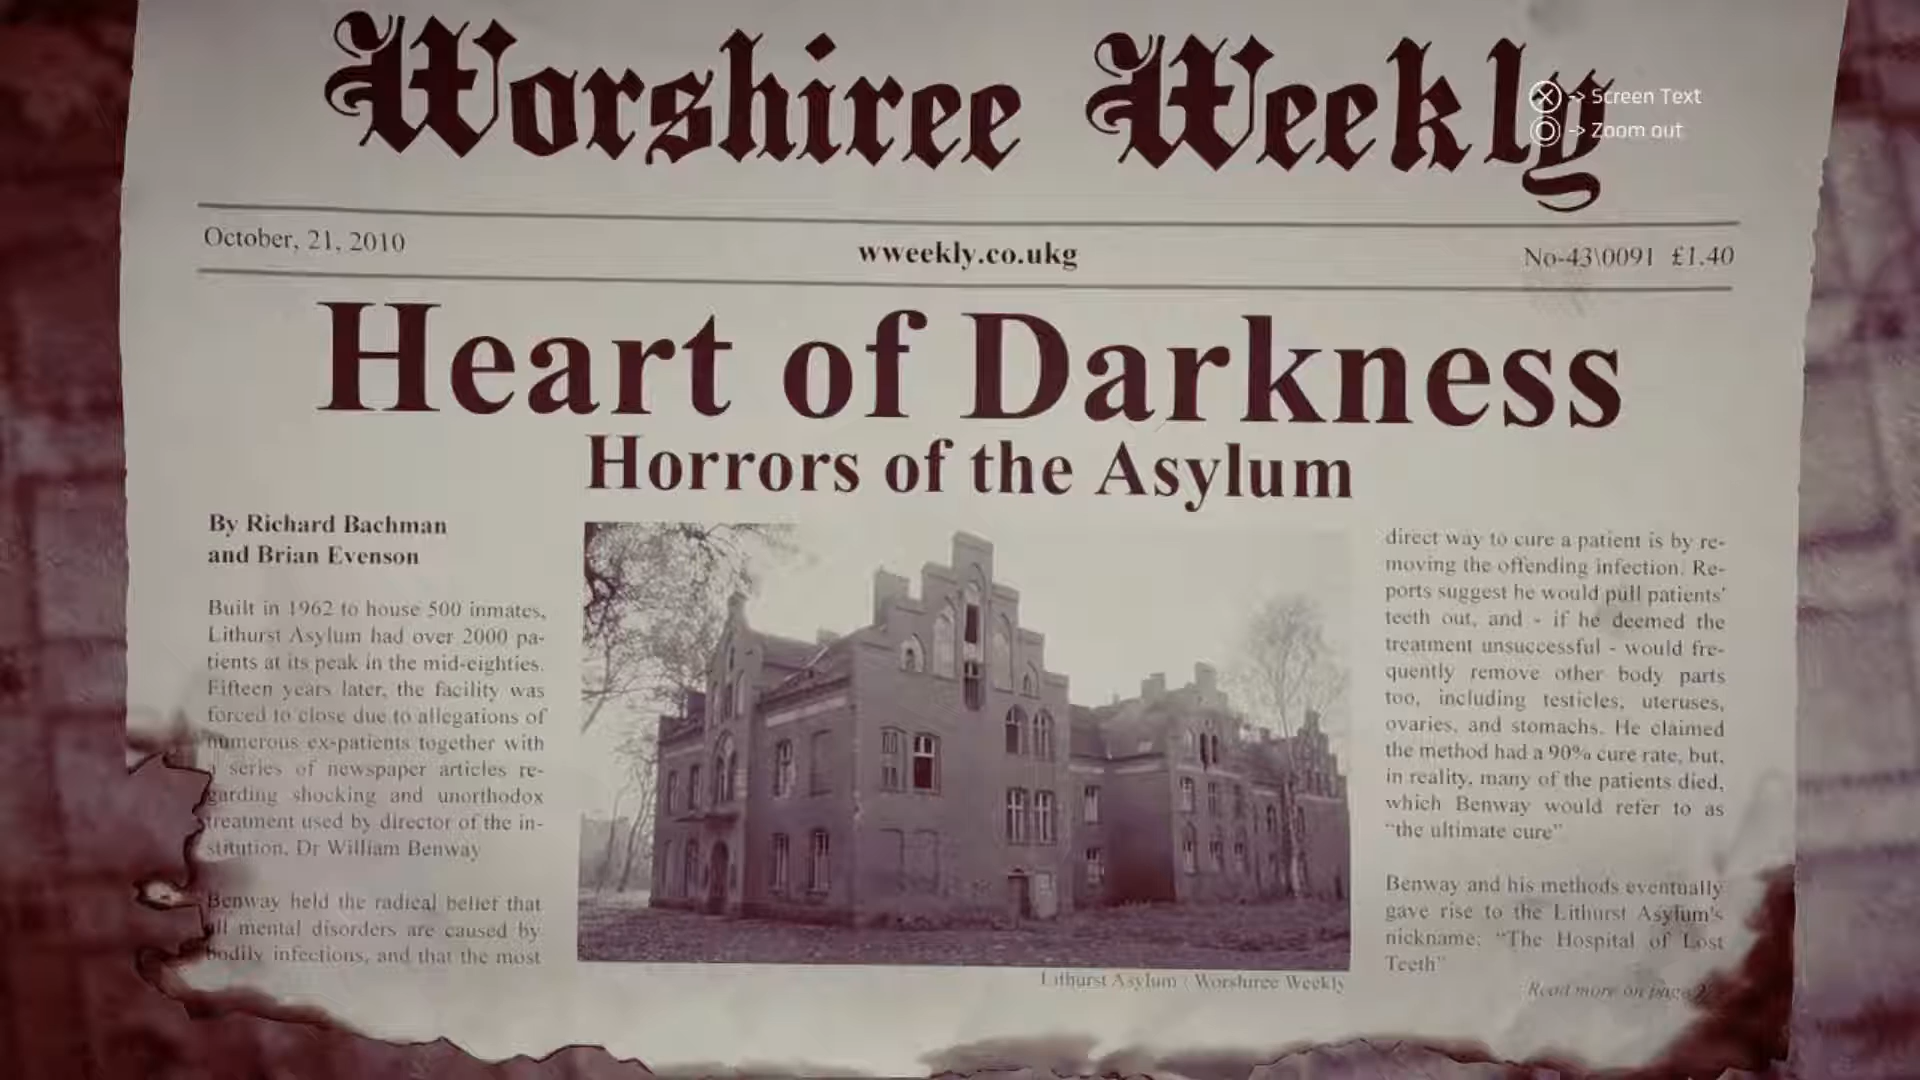 Worshiree Weekly
-> Screen Text
-> Zoom out
October, 21, 2010
wweekly.co.ukg
No-43\0091 £1.40
Heart of Darkness
Horrors of the Asylum
By Richard Bachman
and Brian Evenson
Built in 1962 to house 500 inmates,
Lithurst Asylum had over 2000 pa-
tients at its peak in the mid-eighties.
Fifteen years later, the facility was
forced to close due to allegations of
numerous ex-patients together with
a series of newspaper articles re-
garding shocking and unorthodox
treatment used by director of the in-
stitution, Dr William Benway
Benway held the radical belief that
all mental disorders are caused by
bodily infections, and that the most
direct way to cure a patient is by re-
moving the offending infection. Re-
ports suggest he would pull patients'
teeth out, and - if he deemed the
treatment unsuccessful - would fre-
quently remove other body parts
too, including testicles, uteruses,
ovaries, and stomachs. He claimed
the method had a 90% cure rate, but,
in reality, many of the patients died,
which Benway would refer to as
"the ultimate cure"
Benway and his methods eventually
gave rise to the Lithurst Asylum's
nickname: "The Hospital of Lost
Teeth"
Read more on page
Lithurst Asylum / Worshiree Weekly